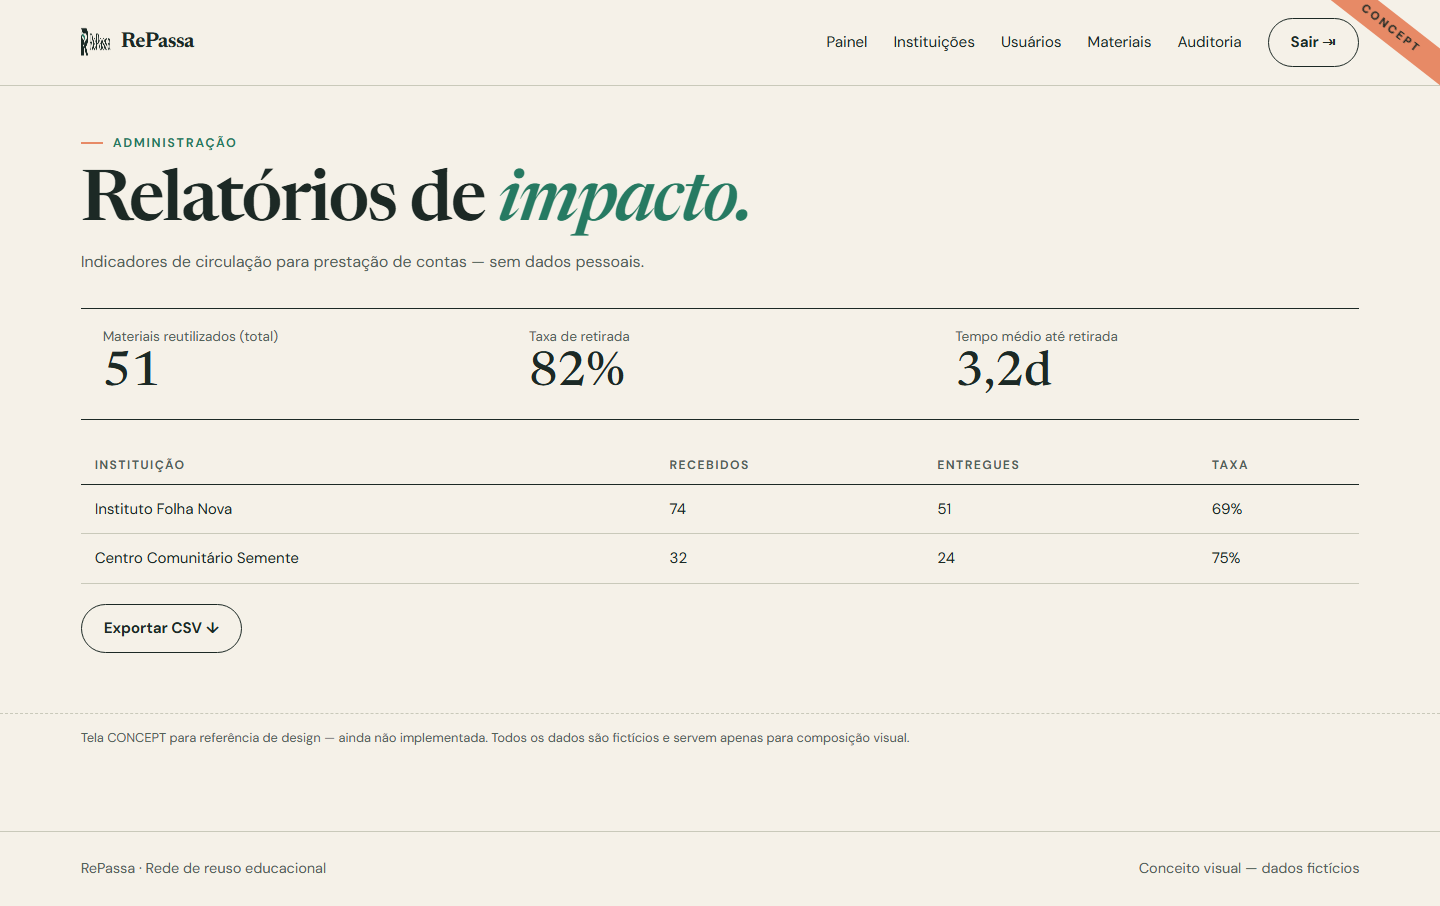 RePassa
Painel Instituições Usuários Materiais Auditoria Sair ⇥
CONCEPT
ADMINISTRAÇÃO
Relatórios de impacto.
Indicadores de circulação para prestação de contas — sem dados pessoais.
Materiais reutilizados (total) Taxa de retirada Tempo médio até retirada
51 82% 3,2d
INSTITUIÇÃO RECEBIDOS ENTREGUES TAXA
Instituto Folha Nova 74 51 69%
Centro Comunitário Semente 32 24 75%
Exportar CSV ↓
Tela CONCEPT para referência de design — ainda não implementada. Todos os dados são fictícios e servem apenas para composição visual.
RePassa · Rede de reuso educacional Conceito visual — dados fictícios